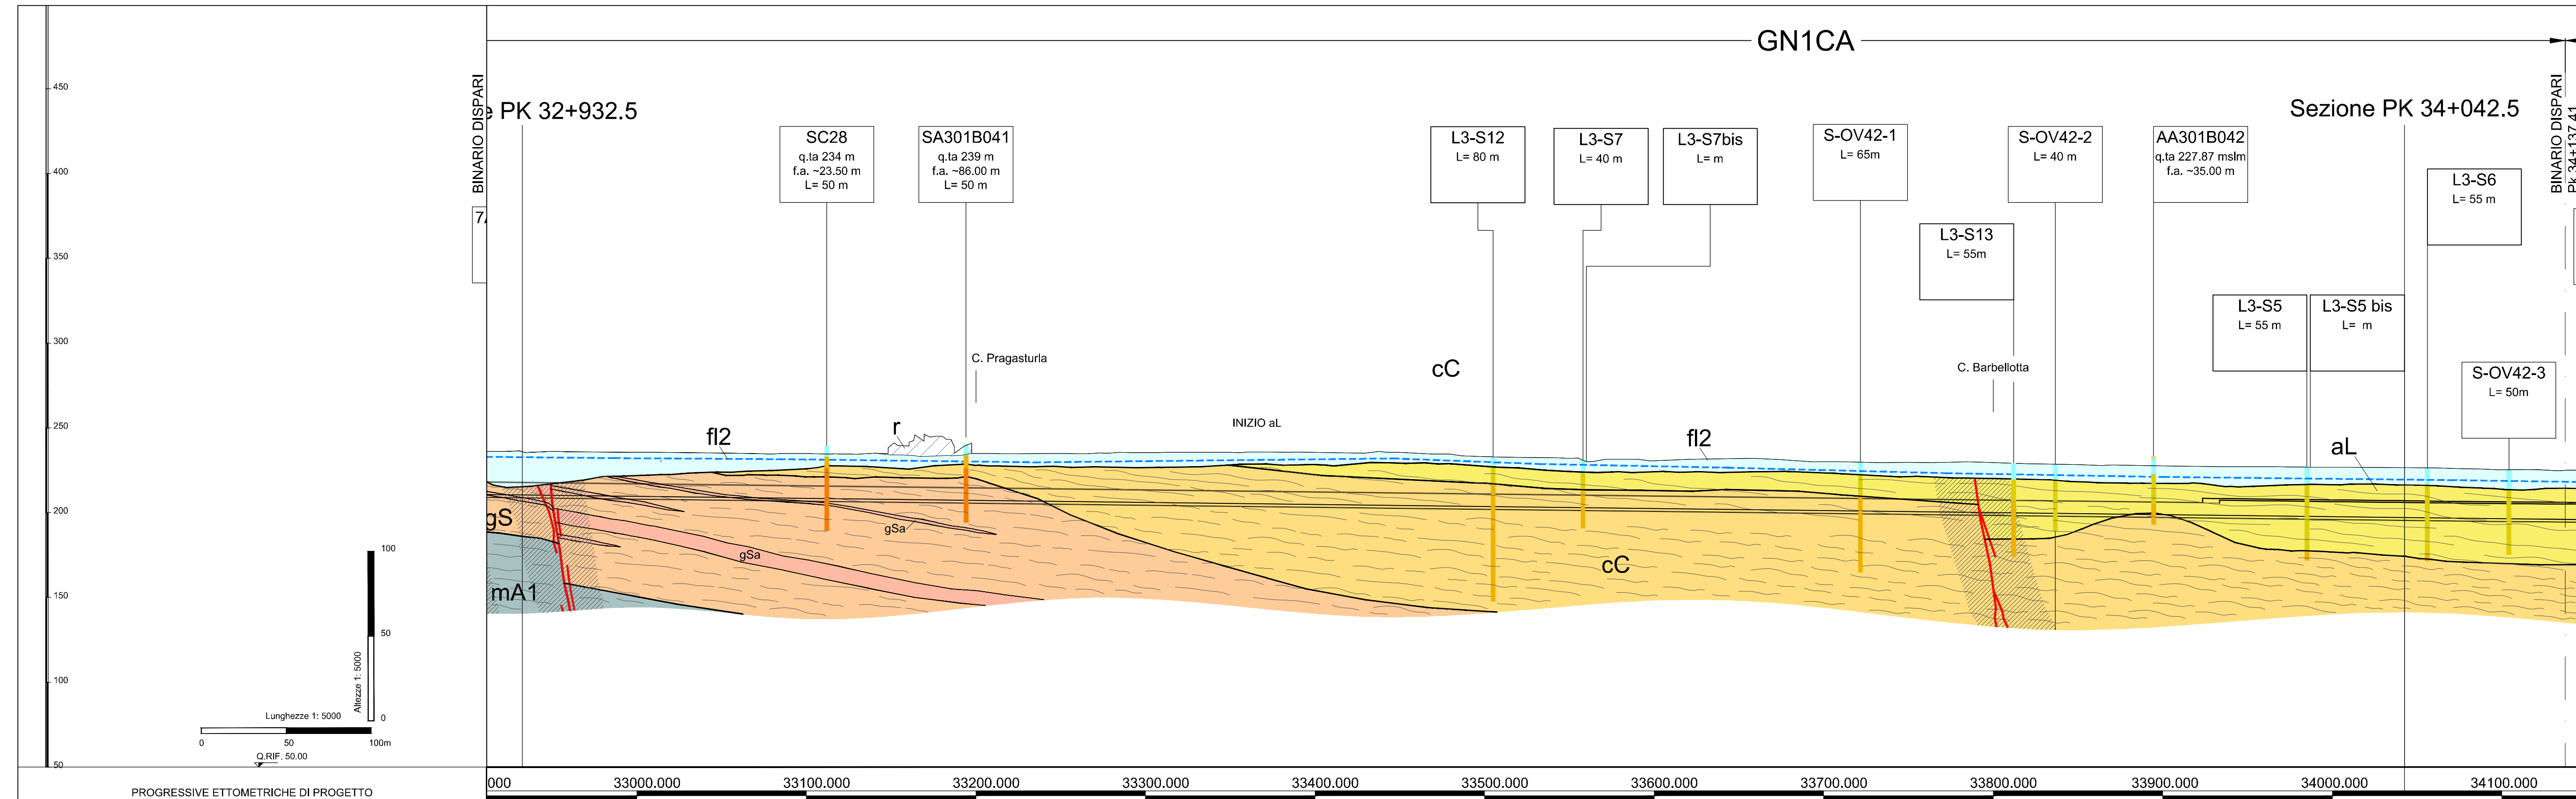 GN1CA
BINARIO DISPARI
e PK 32+932.5
Sezione PK 34+042.5
BINARIO DISPARI
Pk 34+137.41
450
400
350
300
250
200
150
100
50
SC28
q.ta 234 m
f.a. ~23.50 m
L= 50 m
SA301B041
q.ta 239 m
f.a. ~86.00 m
L= 50 m
L3-S12
L= 80 m
L3-S7
L= 40 m
L3-S7bis
L= m
S-OV42-1
L= 65m
S-OV42-2
L= 40 m
AA301B042
q.ta 227.87 mslm
f.a. ~35.00 m
L3-S6
L= 55 m
L3-S13
L= 55m
L3-S5
L= 55 m
L3-S5 bis
L= m
S-OV42-3
L= 50m
C. Pragasturla
cC
C. Barbellotta
INIZIO aL
fl2
r
fl2
aL
gS
gSa
gSa
cC
mA1
100
50
0
Altezze 1: 5000
Lunghezze 1: 5000
0
50
100m
Q.RIF. 50.00
PROGRESSIVE ETTOMETRICHE DI PROGETTO
000
33000.000
33100.000
33200.000
33300.000
33400.000
33500.000
33600.000
33700.000
33800.000
33900.000
34000.000
34100.000